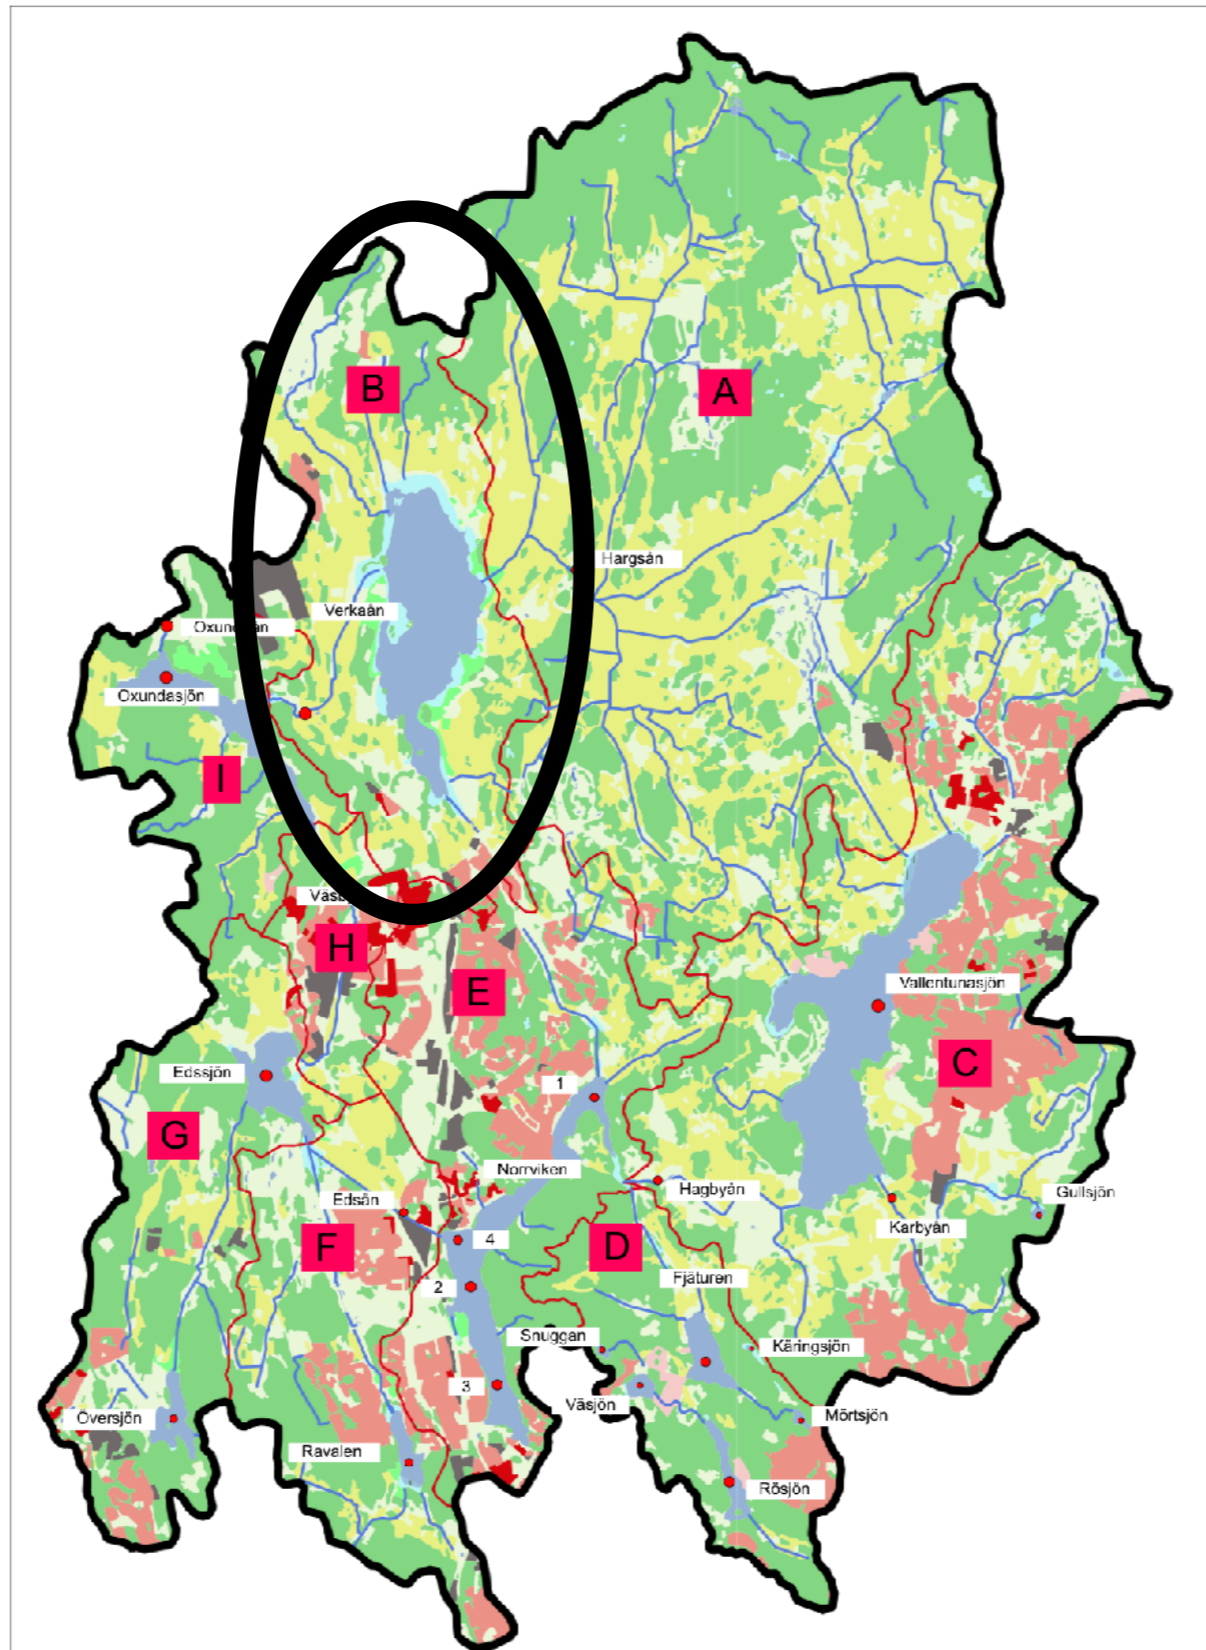 B
A
Hargsån
Verkaån
Oxundasjön
I
H
E
Vallentunasjön
C
Edssjön
1
G
Norrviken
Hagbyån
Gullsjön
Edsån
Karbyån
F
4
D
Fjäturen
2
Snuggan
Käringsjön
3
Väsjön
Översjön
Mörtsjön
Ravalen
Rösjön